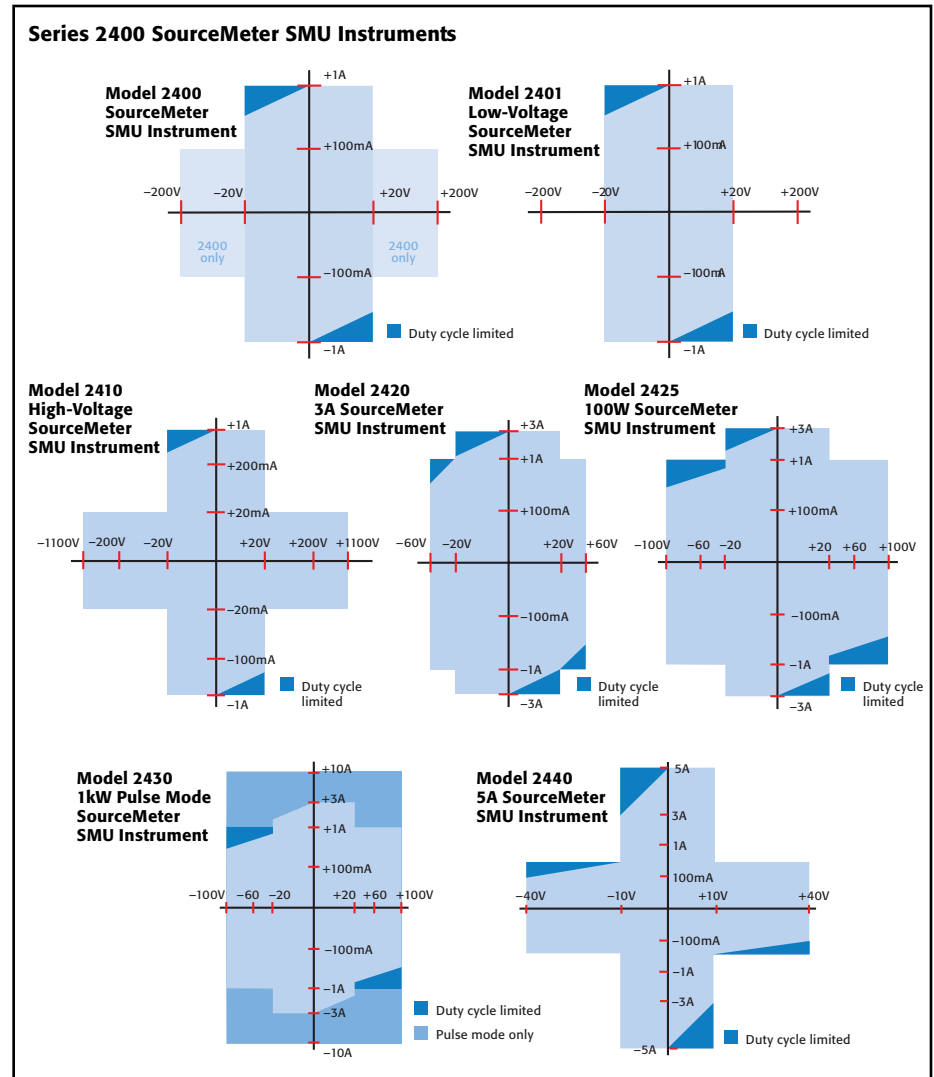 Series 2400 SourceMeter SMU Instruments
Model 2400
SourceMeter
SMU Instrument
+1A
+100mA
−200V
−20V
+20V
+200V
2400
only
2400
only
−100mA
−1A
Duty cycle limited
Model 2401
Low-Voltage
SourceMeter
SMU Instrument
+1A
+100mA
−200V
−20V
+20V
+200V
−100mA
−1A
Duty cycle limited
Model 2410
High-Voltage
SourceMeter
SMU Instrument
+1A
+200mA
+20mA
−1100V
−200V
−20V
+20V
+200V
+1100V
−20mA
−100mA
−1A
Duty cycle
limited
Model 2420
3A SourceMeter
SMU Instrument
+3A
+1A
+100mA
−60V
−20V
+20V
+60V
−100mA
−1A
−3A
Duty cycle
limited
Model 2425
100W SourceMeter
SMU Instrument
+3A
+1A
+100mA
−100V
−60
−20
+20
+60
+100V
−100mA
−1A
−3A
Duty cycle
limited
Model 2430
1kW Pulse Mode
SourceMeter
SMU Instrument
+10A
+3A
+1A
+100mA
−100V
−60
−20
+20
+60
+100V
−100mA
−1A
−3A
−10A
Duty cycle limited
Pulse mode only
Model 2440
5A SourceMeter
SMU Instrument
5A
3A
1A
100mA
−40V
−10V
+10V
+40V
−100mA
−1A
−3A
−5A
Duty cycle limited